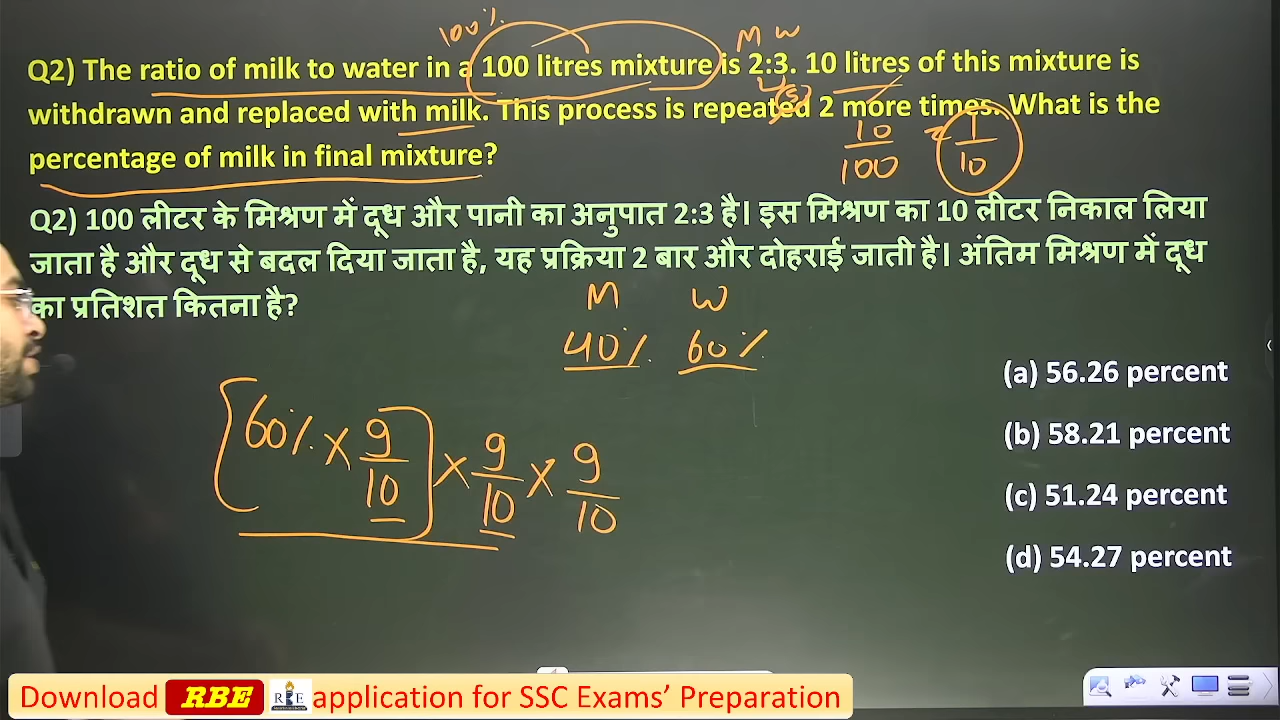 100%
M W
Q2) The ratio of milk to water in a 100 litres mixture is 2:3. 10 litres of this mixture is
withdrawn and replaced with milk. This process is repeated 2 more times. What is the
percentage of milk in final mixture?
10/100 = 1/10
Q2) 100 लीटर के मिश्रण में दूध और पानी का अनुपात 2:3 है। इस मिश्रण का 10 लीटर निकाल लिया
जाता है और दूध से बदल दिया जाता है, यह प्रक्रिया 2 बार और दोहराई जाती है। अंतिम मिश्रण में दूध
का प्रतिशत कितना है?
M W
40% 60%
[60% × 9/10] × 9/10 × 9/10
(a) 56.26 percent
(b) 58.21 percent
(c) 51.24 percent
(d) 54.27 percent
Download RBE application for SSC Exams' Preparation